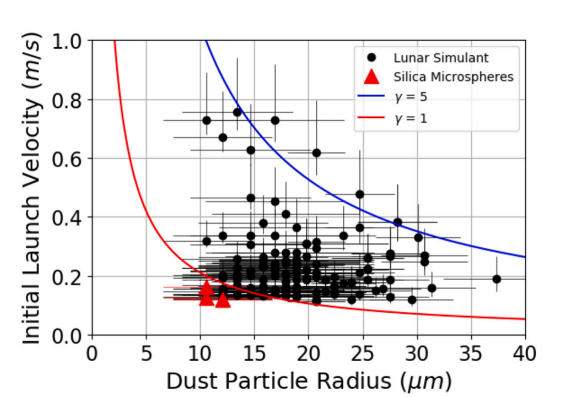 1.0
0.8
0.6
0.4
0.2
0.0
Initial Launch Velocity (m/s)
Lunar Simulant
Silica Microspheres
γ = 5
γ = 1
0 5 10 15 20 25 30 35 40
Dust Particle Radius (μm)